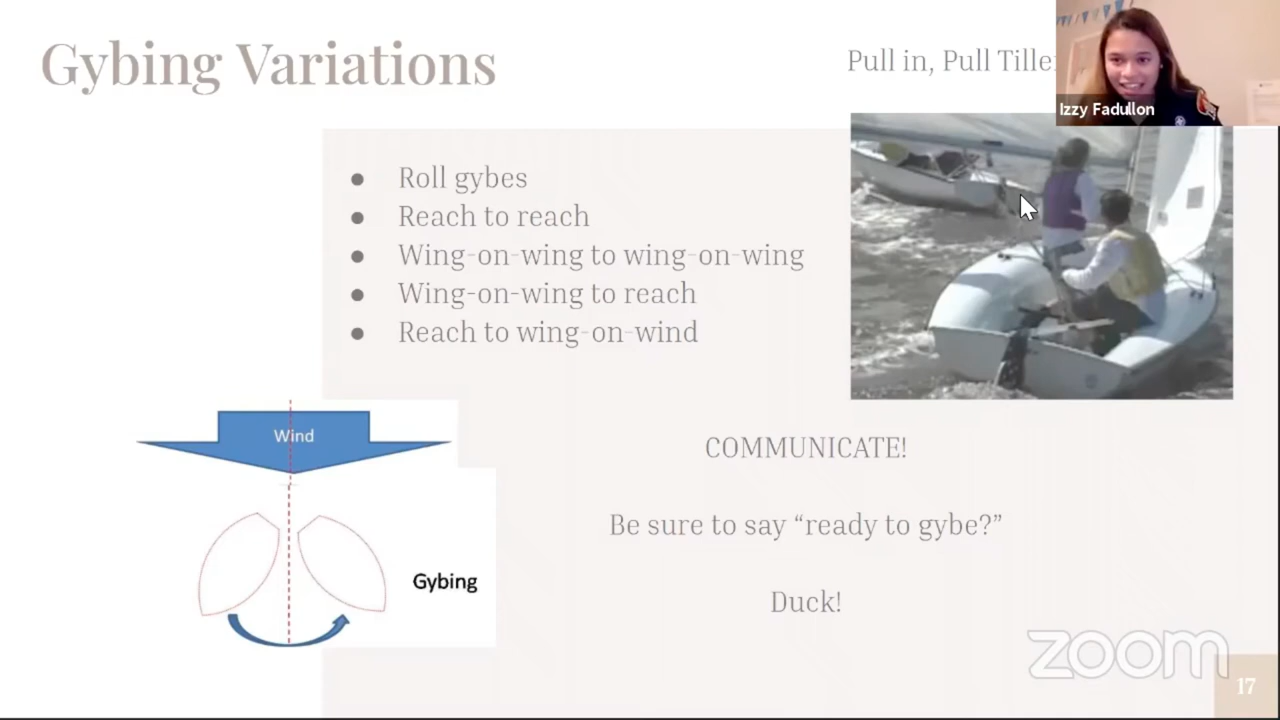 Gybing Variations
Pull in, Pull Tiller
Izzy Fadullon
● Roll gybes
● Reach to reach
● Wing-on-wing to wing-on-wing
● Wing-on-wing to reach
● Reach to wing-on-wind
Wind
Gybing
COMMUNICATE!
Be sure to say “ready to gybe?”
Duck!
zoom
17